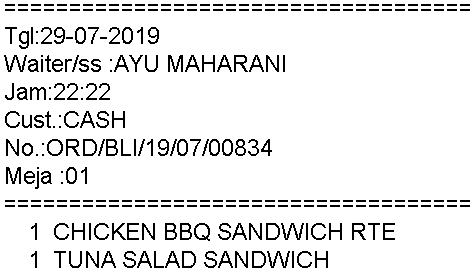 ====================================
Tgl:29-07-2019
Waiter/ss :AYU MAHARANI
Jam:22:22
Cust.:CASH
No.:ORD/BLI/19/07/00834
Meja :01
====================================
1 CHICKEN BBQ SANDWICH RTE
1 TUNA SALAD SANDWICH